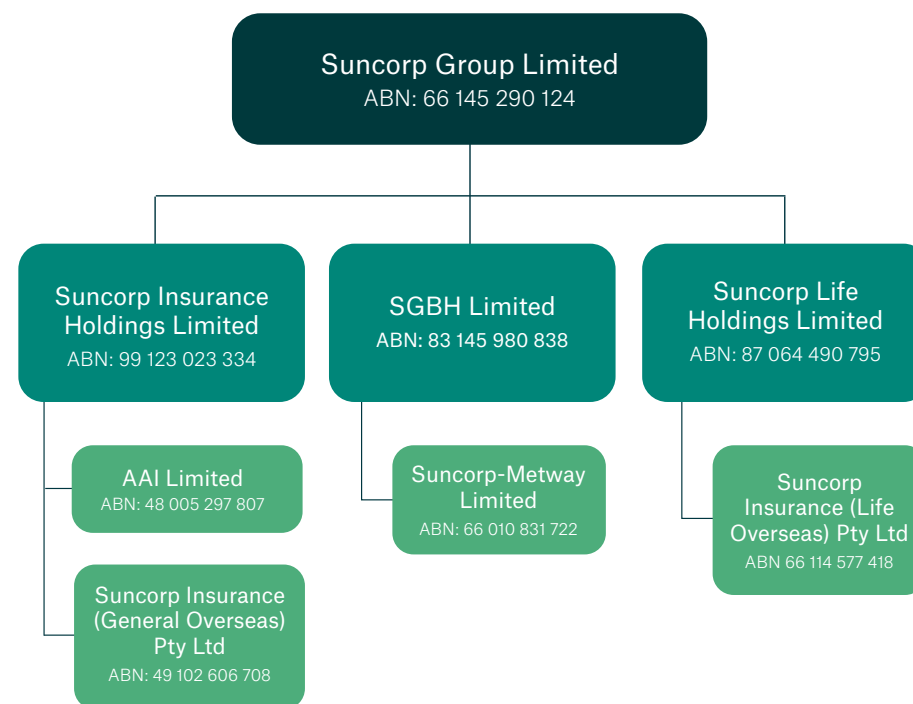 Suncorp Group Limited
ABN: 66 145 290 124
Suncorp Insurance
Holdings Limited
ABN: 99 123 023 334
SGBH Limited
ABN: 83 145 980 838
Suncorp Life
Holdings Limited
ABN: 87 064 490 795
AAI Limited
ABN: 48 005 297 807
Suncorp Insurance
(General Overseas)
Pty Ltd
ABN: 49 102 606 708
Suncorp-Metway
Limited
ABN: 66 010 831 722
Suncorp
Insurance (Life
Overseas) Pty Ltd
ABN 66 114 577 418